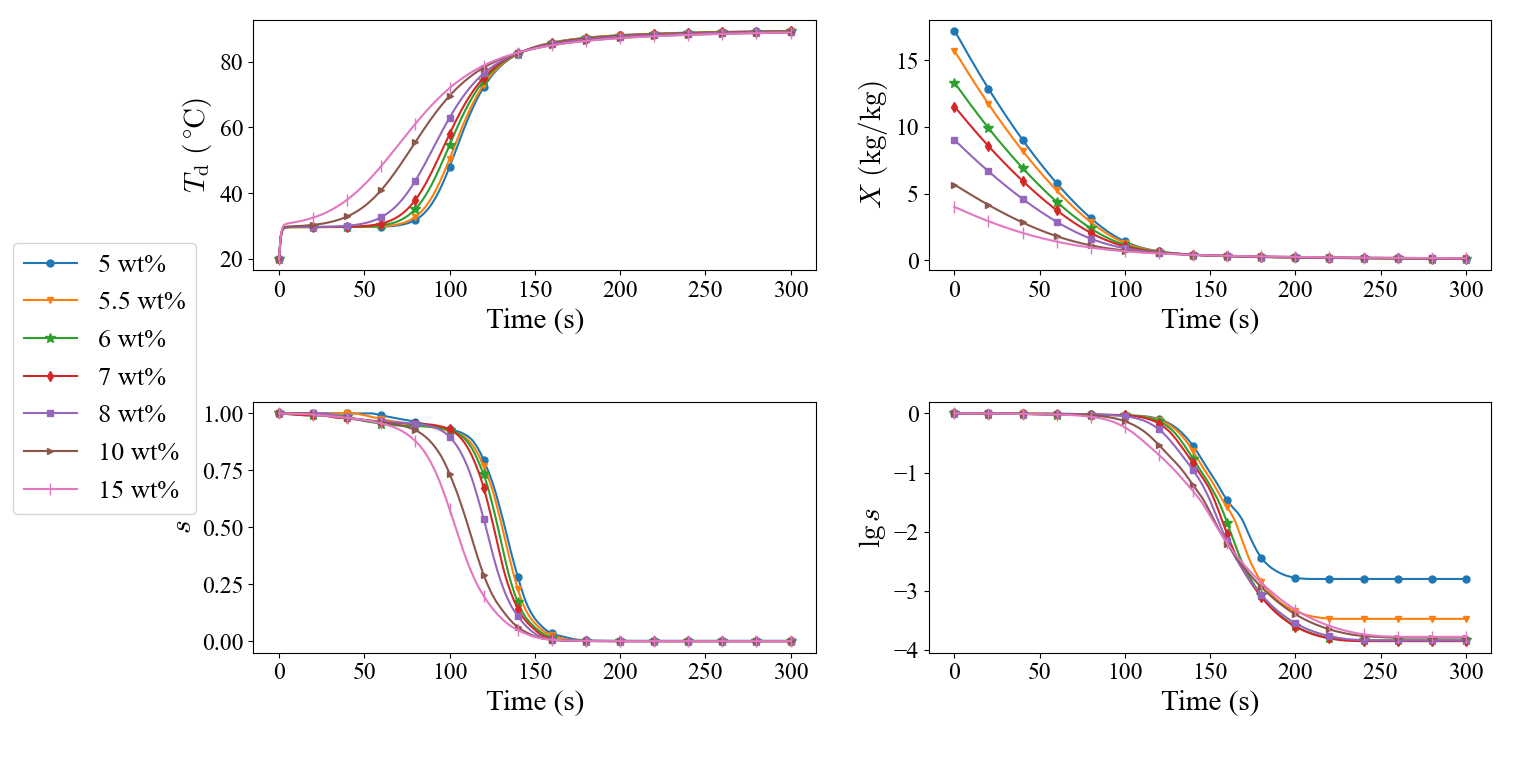 80
60
40
20
T_d (°C)
0 50 100 150 200 250 300
Time (s)
15
10
5
0
X (kg/kg)
0 50 100 150 200 250 300
Time (s)
5 wt%
5.5 wt%
6 wt%
7 wt%
8 wt%
10 wt%
15 wt%
1.00
0.75
0.50
0.25
0.00
s
0 50 100 150 200 250 300
Time (s)
0
−1
−2
−3
−4
lg s
0 50 100 150 200 250 300
Time (s)